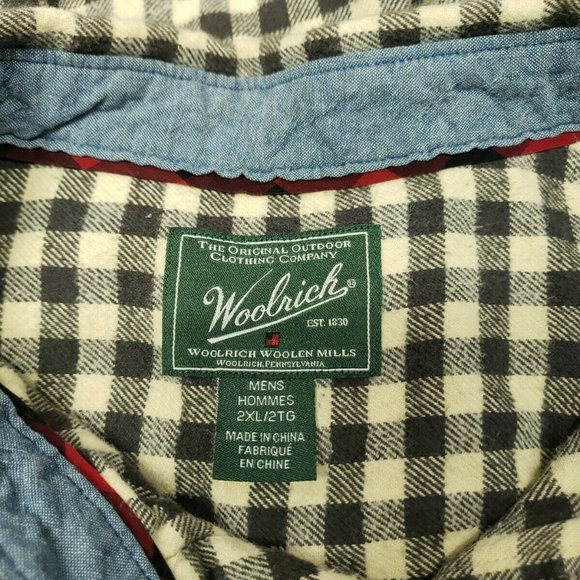 THE ORIGINAL OUTDOOR
CLOTHING COMPANY
Woolrich®
EST. 1830
WOOLRICH WOOLEN MILLS
WOOLRICH, PENNSYLVANIA
MENS
HOMMES
2XL/2TG
MADE IN CHINA
FABRIQUÉ
EN CHINE